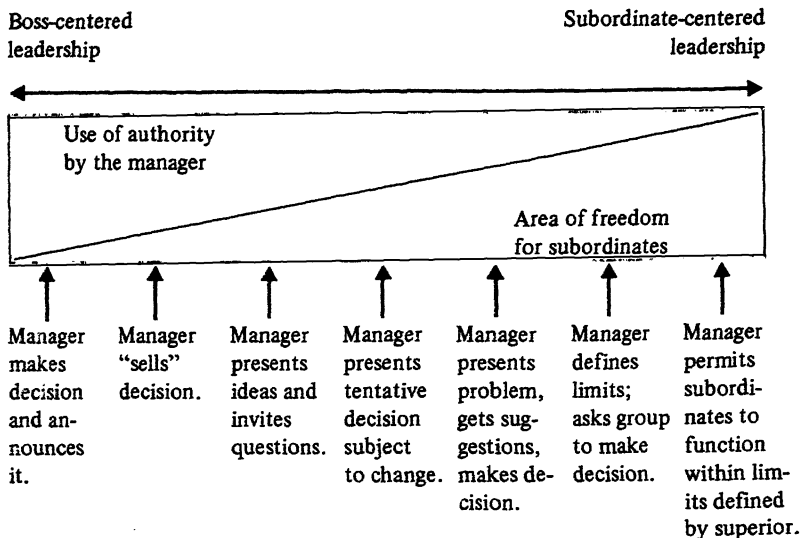 Boss-centered
leadership
Subordinate-centered
leadership
Use of authority
by the manager
Area of freedom
for subordinates
Manager
makes
decision
and an-
nounces
it.
Manager
“sells”
decision.
Manager
presents
ideas and
invites
questions.
Manager
presents
tentative
decision
subject
to change.
Manager
presents
problem,
gets sug-
gestions,
makes de-
cision.
Manager
defines
limits;
asks group
to make
decision.
Manager
permits
subordi-
nates to
function
within lim-
its defined
by superior.